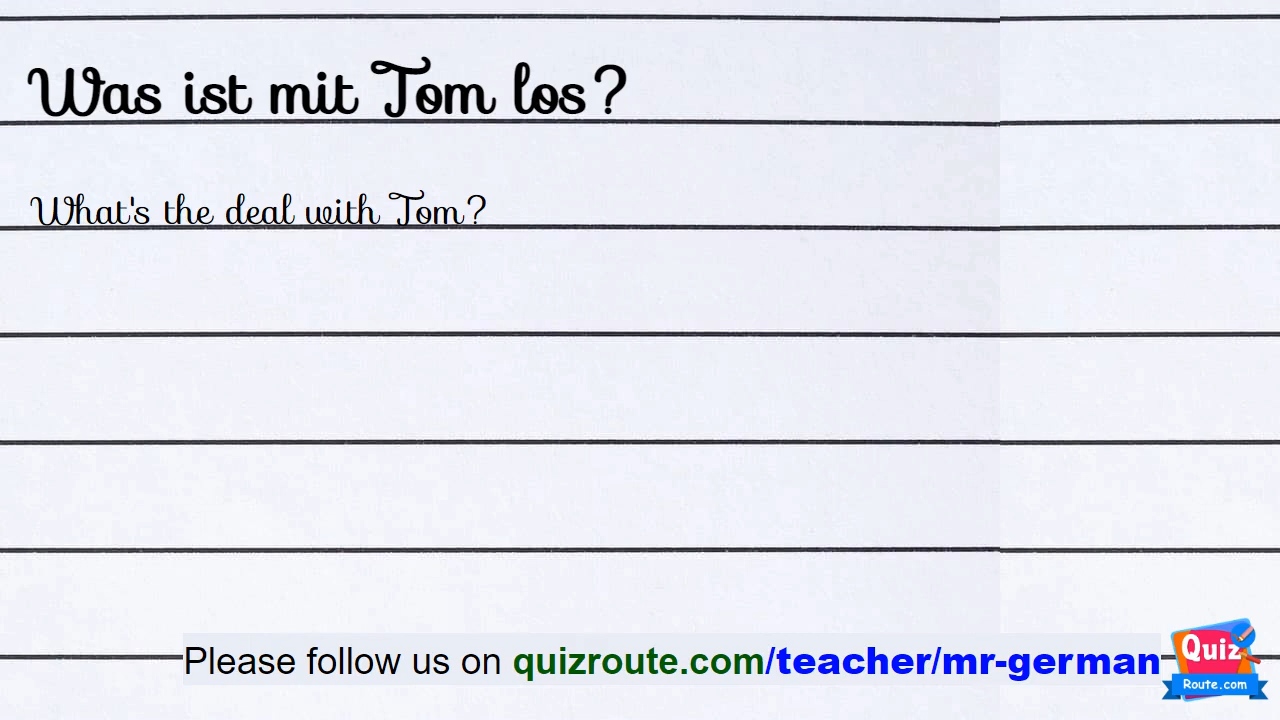 Was ist mit Tom los?
What's the deal with Tom?
Please follow us on quizroute.com/teacher/mr-german
Quiz
Route.com